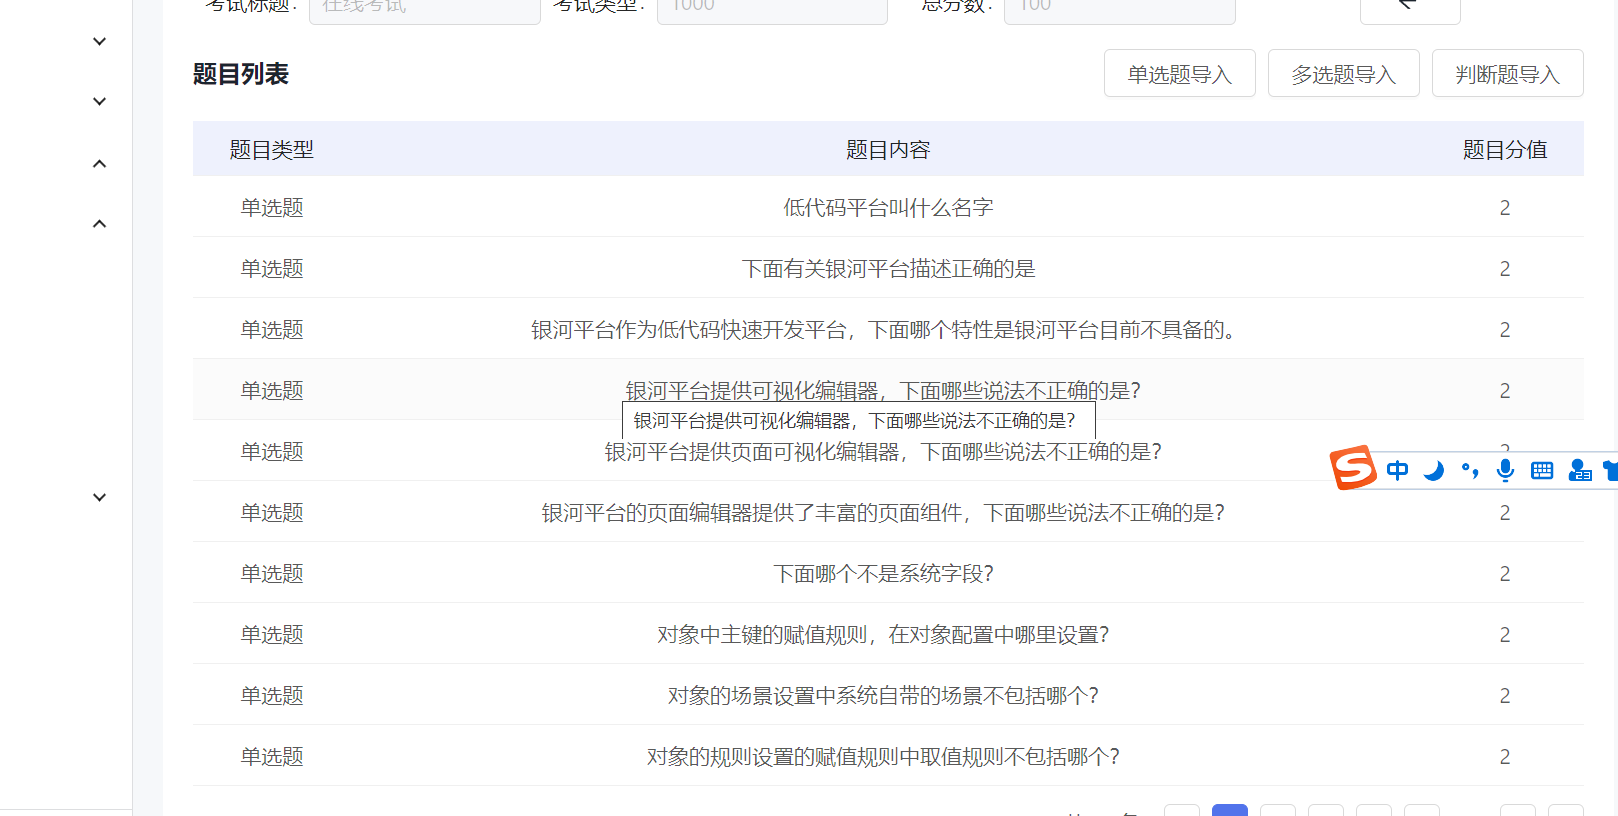 考试标题： 在线考试 考试类型： 1000 总分数： 100
题目列表 单选题导入 多选题导入 判断题导入
题目类型 题目内容 题目分值
单选题 低代码平台叫什么名字 2
单选题 下面有关银河平台描述正确的是 2
单选题 银河平台作为低代码快速开发平台，下面哪个特性是银河平台目前不具备的。 2
单选题 银河平台提供可视化编辑器，下面哪些说法不正确的是？ 2
银河平台提供可视化编辑器，下面哪些说法不正确的是？
单选题 银河平台提供页面可视化编辑器，下面哪些说法不正确的是？ 2
中
单选题 银河平台的页面编辑器提供了丰富的页面组件，下面哪些说法不正确的是？ 2
单选题 下面哪个不是系统字段？ 2
单选题 对象中主键的赋值规则，在对象配置中哪里设置？ 2
单选题 对象的场景设置中系统自带的场景不包括哪个？ 2
单选题 对象的规则设置的赋值规则中取值规则不包括哪个？ 2